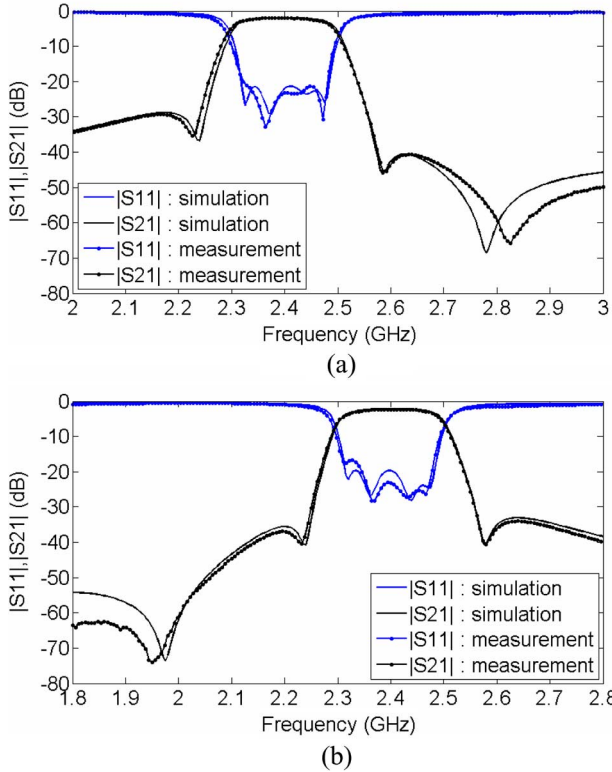 0
-10
-20
-30
-40
-50
-60
-70
-80
|S11|,|S21| (dB)
|S11| : simulation
|S21| : simulation
|S11| : measurement
|S21| : measurement
2 2.1 2.2 2.3 2.4 2.5 2.6 2.7 2.8 2.9 3
Frequency (GHz)
(a)
0
-10
-20
-30
-40
-50
-60
-70
-80
|S11|,|S21| (dB)
|S11| : simulation
|S21| : simulation
|S11| : measurement
|S21| : measurement
1.8 1.9 2 2.1 2.2 2.3 2.4 2.5 2.6 2.7 2.8
Frequency (GHz)
(b)